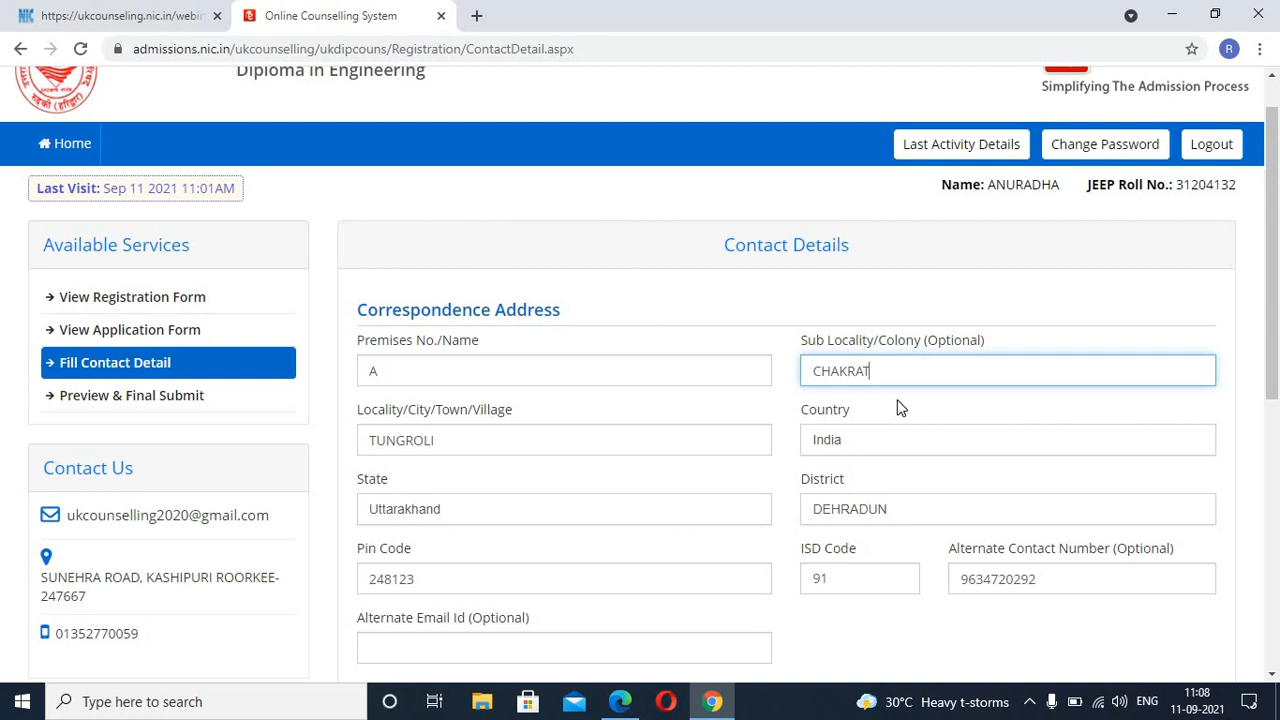 https://ukcounseling.nic.in/webin
Online Counselling System
admissions.nic.in/ukcounselling/ukdipcouns/Registration/ContactDetail.aspx
R
Diploma in Engineering
Simplifying The Admission Process
Home
Last Activity Details
Change Password
Logout
Last Visit: Sep 11 2021 11:01AM
Name: ANURADHA
JEEP Roll No.: 31204132
Available Services
View Registration Form
View Application Form
Fill Contact Detail
Preview & Final Submit
Contact Us
ukcounselling2020@gmail.com
SUNEHRA ROAD, KASHIPURI ROORKEE-
247667
01352770059
Contact Details
Correspondence Address
Premises No./Name
Sub Locality/Colony (Optional)
A
CHAKRAT
Locality/City/Town/Village
Country
TUNGROLI
India
State
District
Uttarakhand
DEHRADUN
Pin Code
ISD Code
Alternate Contact Number (Optional)
248123
91
9634720292
Alternate Email Id (Optional)
Type here to search
30°C Heavy t-storms
ENG
11:08
11-09-2021